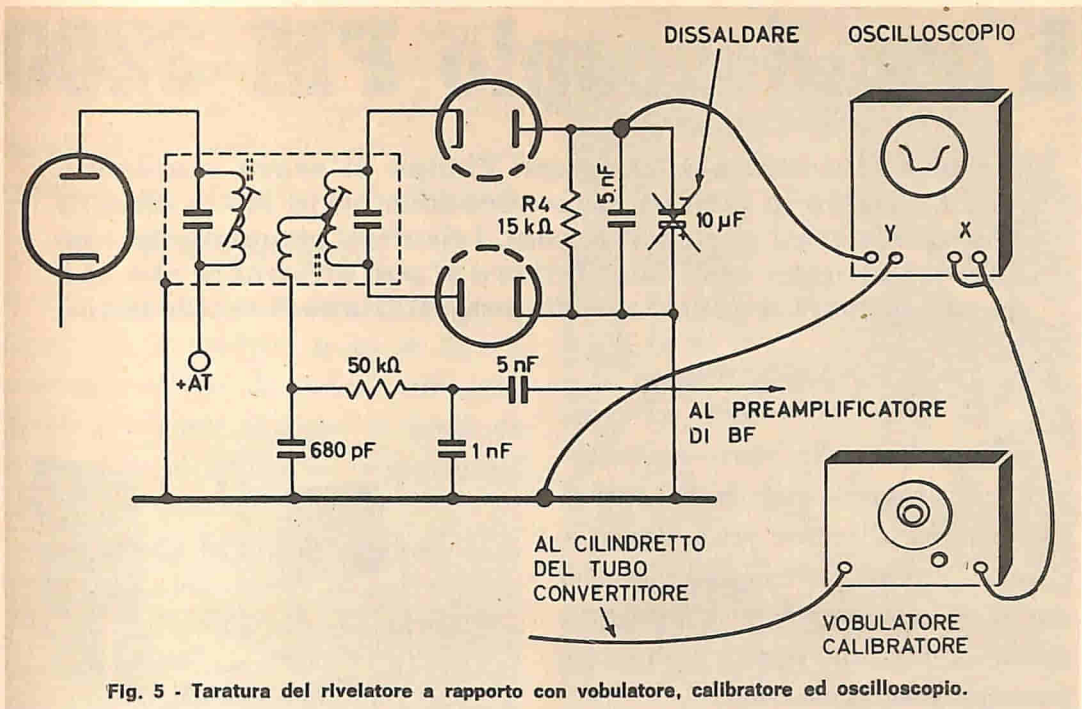 DISSALDARE
OSCILLOSCOPIO
R4
15 kΩ
5 nF
10 µF
Y
X
+AT
50 kΩ
5 nF
680 pF
1 nF
AL PREAMPLIFICATORE
DI BF
AL CILINDRETTO
DEL TUBO
CONVERTITORE
VOBULATORE
CALIBRATORE
Fig. 5 - Taratura del rivelatore a rapporto con vobulatore, calibratore ed oscilloscopio.